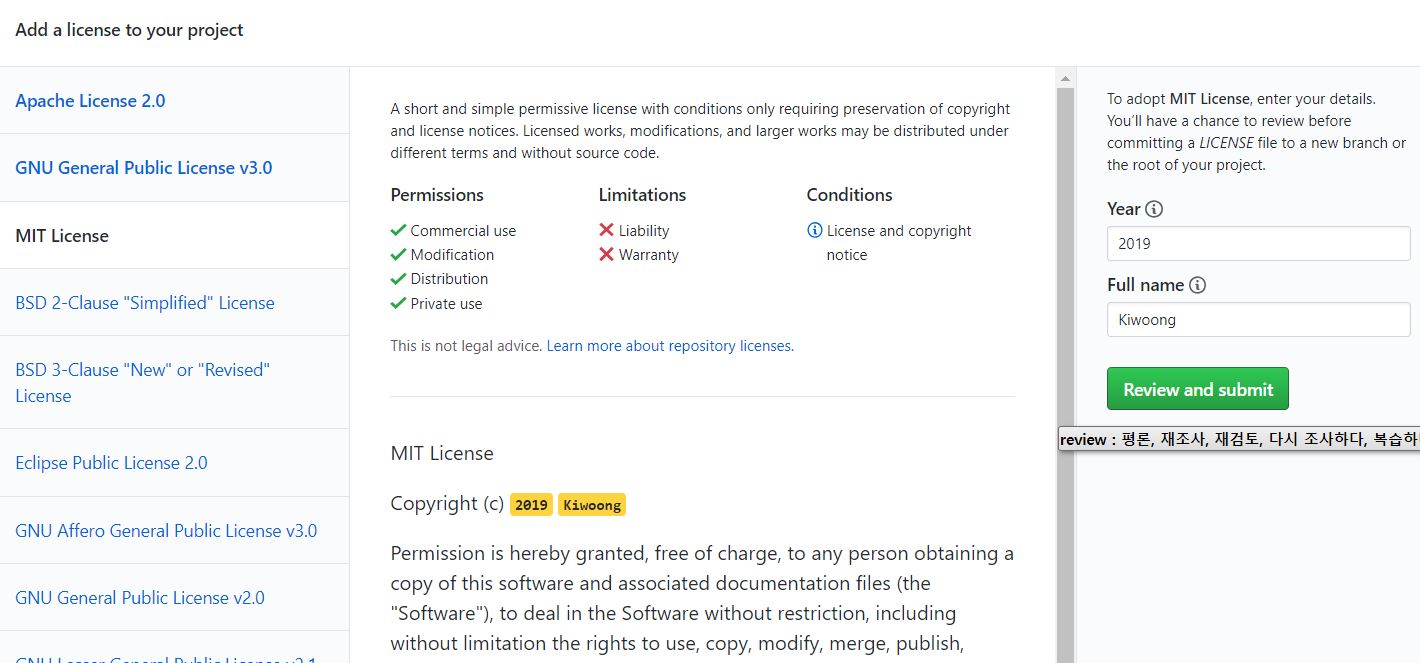 Add a license to your project
Apache License 2.0
GNU General Public License v3.0
MIT License
BSD 2-Clause "Simplified" License
BSD 3-Clause "New" or "Revised"
License
Eclipse Public License 2.0
GNU Affero General Public License v3.0
GNU General Public License v2.0
GNU Lesser General Public License v2.1
A short and simple permissive license with conditions only requiring preservation of copyright
and license notices. Licensed works, modifications, and larger works may be distributed under
different terms and without source code.
Permissions
Commercial use
Modification
Distribution
Private use
Limitations
Liability
Warranty
Conditions
License and copyright
notice
This is not legal advice. Learn more about repository licenses.
MIT License
Copyright (c) 2019 Kiwoong
Permission is hereby granted, free of charge, to any person obtaining a
copy of this software and associated documentation files (the
"Software"), to deal in the Software without restriction, including
without limitation the rights to use, copy, modify, merge, publish,
To adopt MIT License, enter your details.
You'll have a chance to review before
committing a LICENSE file to a new branch or
the root of your project.
Year
2019
Full name
Kiwoong
Review and submit
review : 평론, 재조사, 재검토, 다시 조사하다, 복습하